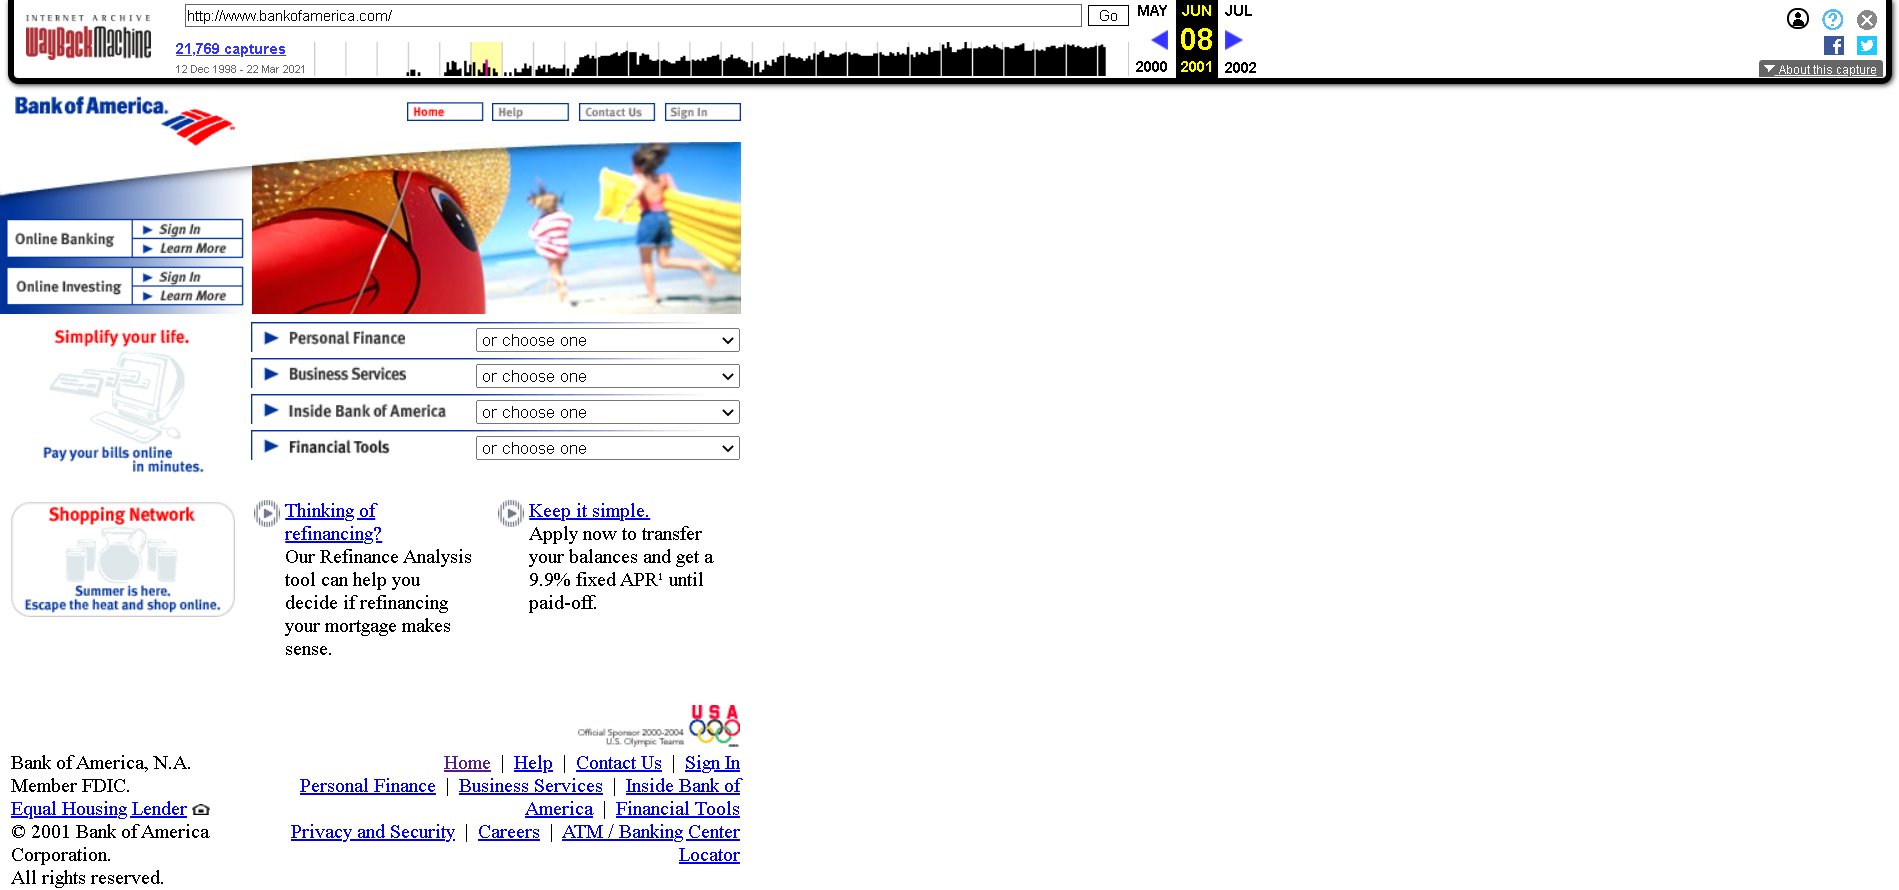 INTERNET ARCHIVE
WayBackMachine
http://www.bankofamerica.com/
Go
21,769 captures
12 Dec 1998 - 22 Mar 2021
MAY
JUN
JUL
08
2000
2001
2002
About this capture
Bank of America.
Home
Help
Contact Us
Sign In
Online Banking
Sign In
Learn More
Online Investing
Sign In
Learn More
Simplify your life.
Pay your bills online
in minutes.
Personal Finance
or choose one
Business Services
or choose one
Inside Bank of America
or choose one
Financial Tools
or choose one
Shopping Network
Summer is here.
Escape the heat and shop online.
Thinking of
refinancing?
Our Refinance Analysis
tool can help you
decide if refinancing
your mortgage makes
sense.
Keep it simple.
Apply now to transfer
your balances and get a
9.9% fixed APR¹ until
paid-off.
USA
Official Sponsor 2000-2004
U.S. Olympic Teams
Bank of America, N.A.
Member FDIC.
Equal Housing Lender
© 2001 Bank of America
Corporation.
All rights reserved.
Home | Help | Contact Us | Sign In
Personal Finance | Business Services | Inside Bank of
America | Financial Tools
Privacy and Security | Careers | ATM / Banking Center
Locator